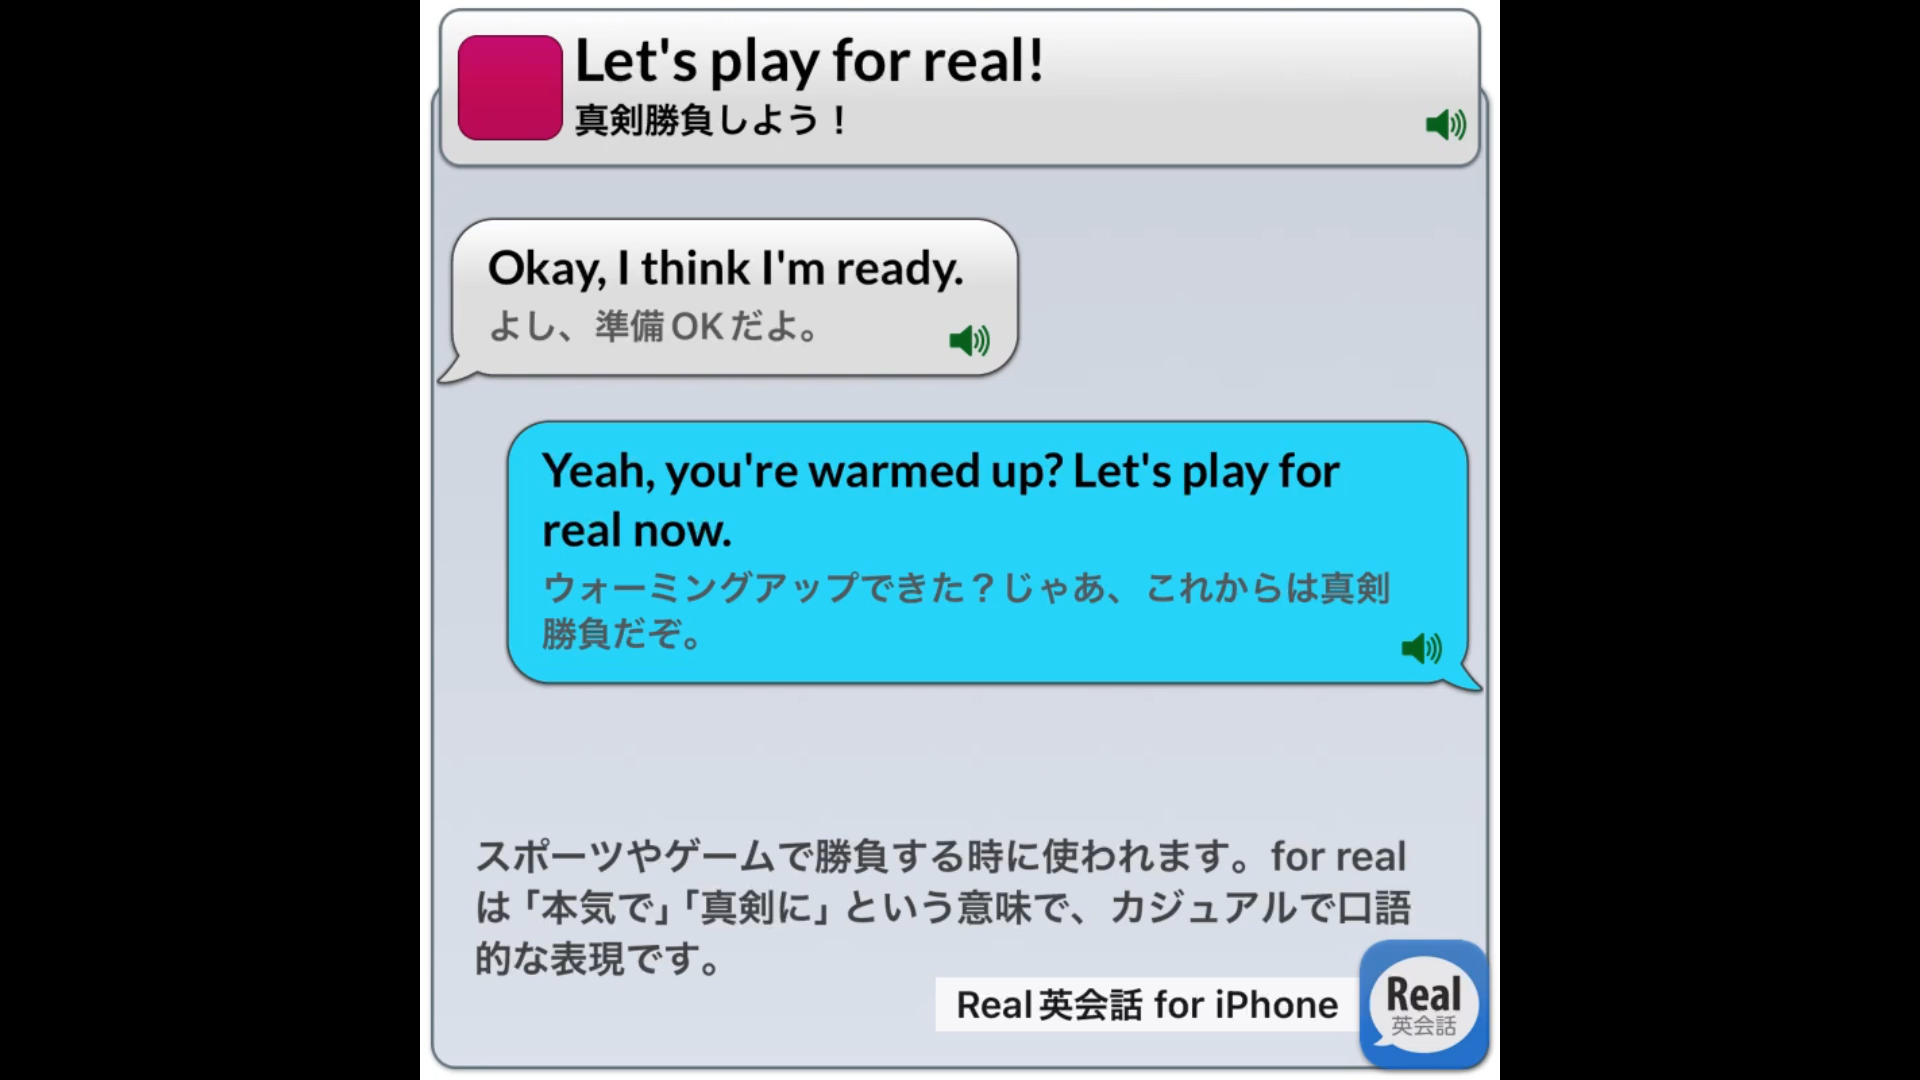 Let's play for real!
真剣勝負しよう！
Okay, I think I'm ready.
よし、準備OKだよ。
Yeah, you're warmed up? Let's play for
real now.
ウォーミングアップできた？じゃあ、これからは真剣
勝負だぞ。
スポーツやゲームで勝負する時に使われます。for real
は「本気で」「真剣に」という意味で、カジュアルで口語
的な表現です。
Real英会話 for iPhone
Real
英会話